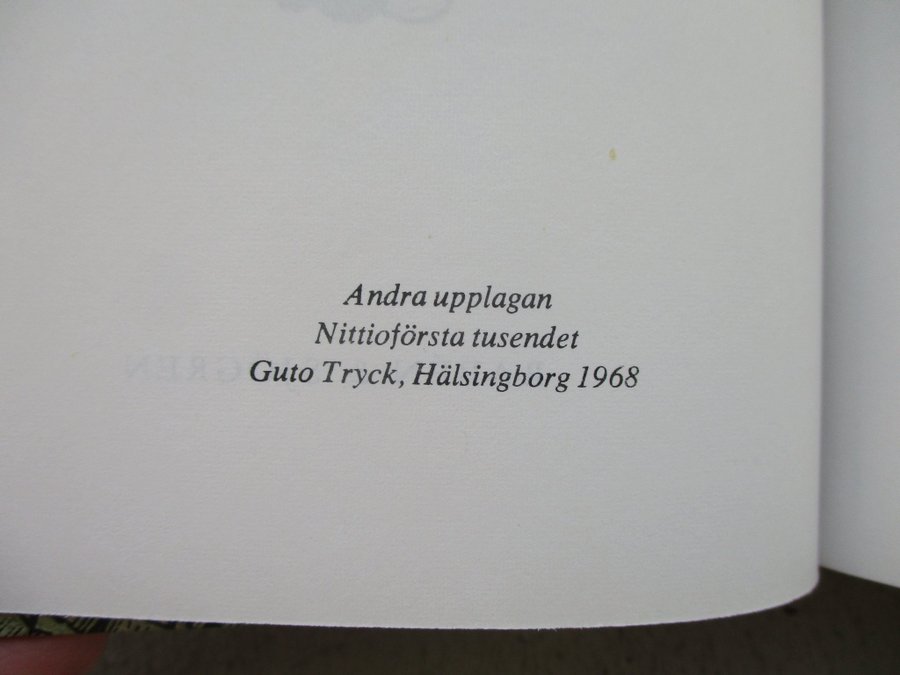 Andra upplagan
Nittioförsta tusendet
Guto Tryck, Hälsingborg 1968